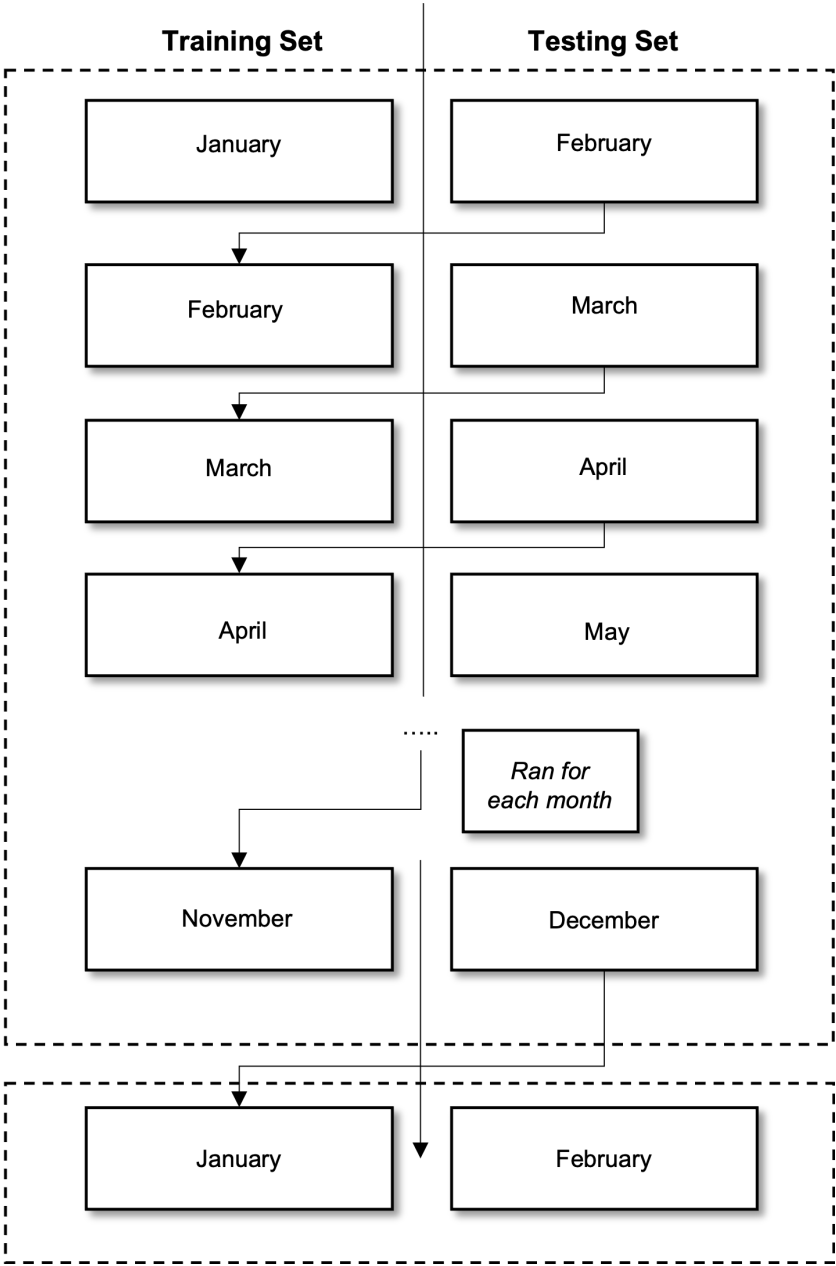 Training Set
Testing Set
January
February
February
March
March
April
April
May
.....
Ran for
each month
November
December
January
February